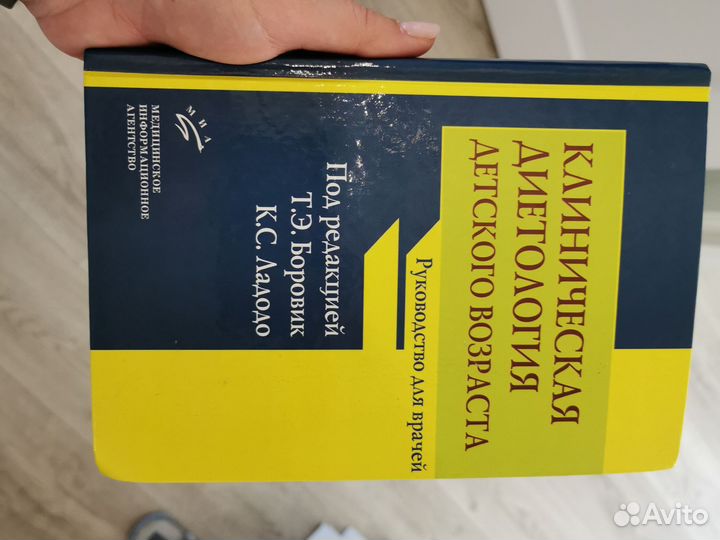 КЛИНИЧЕСКАЯ
ДИЕТОЛОГИЯ
ДЕТСКОГО ВОЗРАСТА
Руководство для врачей
Под редакцией
Т.Э. Боровик
К.С. Ладодо
МИА
МЕДИЦИНСКОЕ
ИНФОРМАЦИОННОЕ
АГЕНТСТВО
Avito